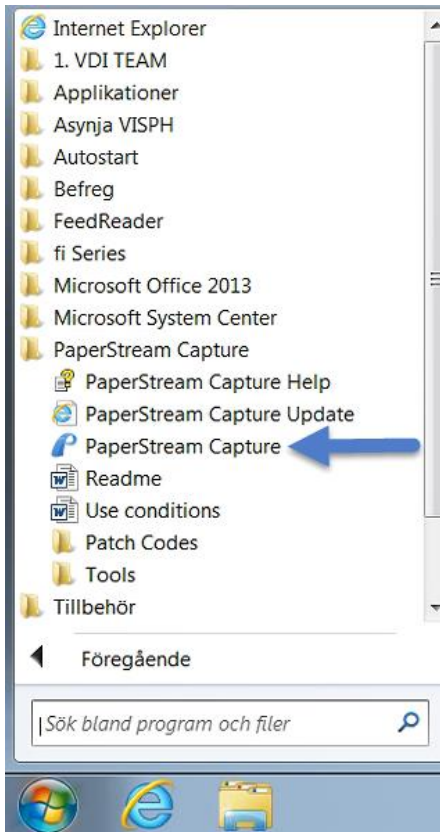 Internet Explorer
1. VDI TEAM
Applikationer
Asynja VISPH
Autostart
Befreg
FeedReader
fi Series
Microsoft Office 2013
Microsoft System Center
PaperStream Capture
PaperStream Capture Help
PaperStream Capture Update
PaperStream Capture
Readme
Use conditions
Patch Codes
Tools
Tillbehör
Föregående
Sök bland program och filer